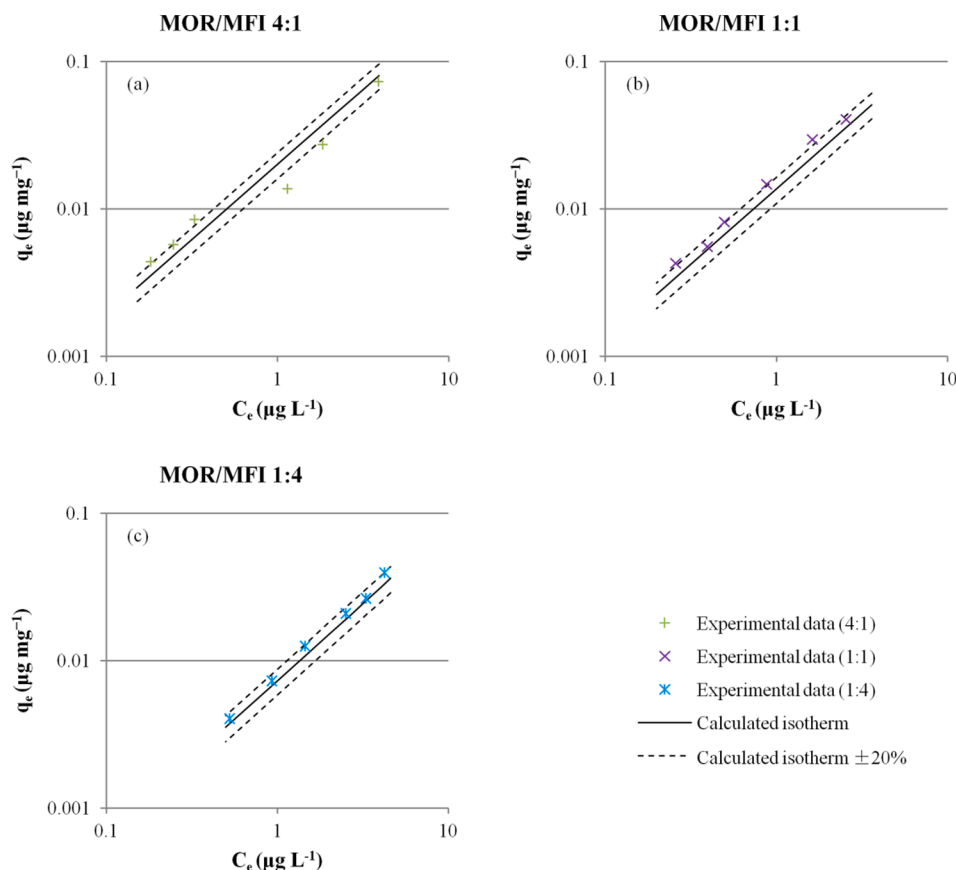 MOR/MFI 4:1
0.1
(a)
0.01
0.001
0.1
1
10
qₑ (µg mg⁻¹)
Cₑ (µg L⁻¹)
MOR/MFI 1:1
0.1
(b)
0.01
0.001
0.1
1
10
qₑ (µg mg⁻¹)
Cₑ (µg L⁻¹)
MOR/MFI 1:4
0.1
(c)
0.01
0.001
0.1
1
10
qₑ (µg mg⁻¹)
Cₑ (µg L⁻¹)
Experimental data (4:1)
Experimental data (1:1)
Experimental data (1:4)
Calculated isotherm
Calculated isotherm ±20%